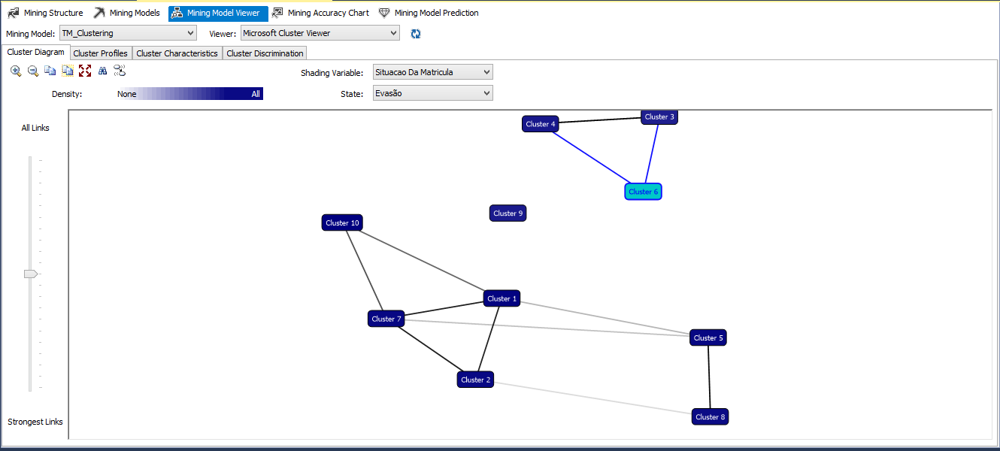 Mining Structure Mining Models Mining Model Viewer Mining Accuracy Chart Mining Model Prediction
Mining Model: TM_Clustering Viewer: Microsoft Cluster Viewer
Cluster Diagram Cluster Profiles Cluster Characteristics Cluster Discrimination
Shading Variable: Situacao Da Matricula
Density: None All State: Evasão
All Links
Cluster 4 Cluster 3
Cluster 6
Cluster 9
Cluster 10
Cluster 1
Cluster 7
Cluster 5
Cluster 2
Cluster 8
Strongest Links